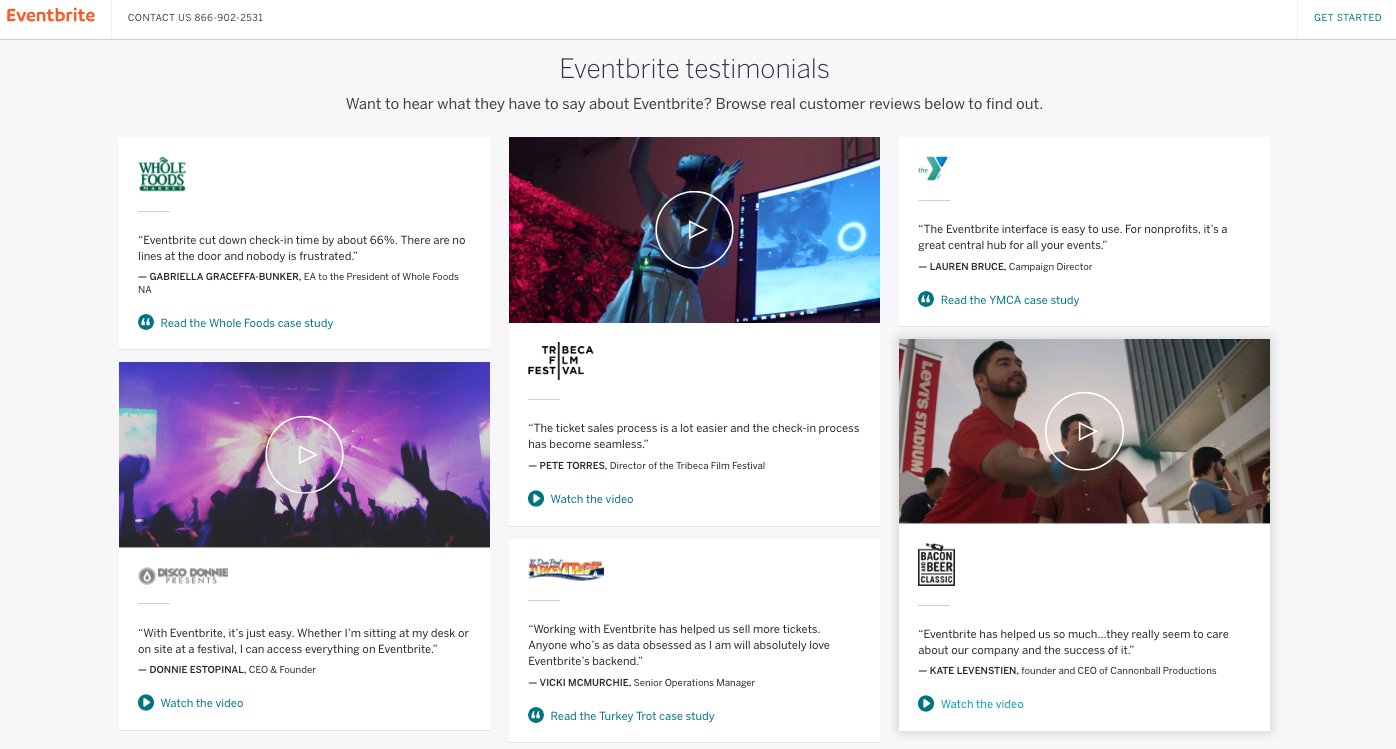 Eventbrite
CONTACT US 866-902-2531
GET STARTED
Eventbrite testimonials
Want to hear what they have to say about Eventbrite? Browse real customer reviews below to find out.
WHOLE
FOODS
MARKET
“Eventbrite cut down check-in time by about 66%. There are no
lines at the door and nobody is frustrated.”
— GABRIELLA GRACEFFA-BUNKER, EA to the President of Whole Foods
NA
Read the Whole Foods case study
DISCO DONNIE
PRESENTS
“With Eventbrite, it’s just easy. Whether I’m sitting at my desk or
on site at a festival, I can access everything on Eventbrite.”
— DONNIE ESTOPINAL, CEO & Founder
Watch the video
TRIBECA
FILM
FESTIVAL
“The ticket sales process is a lot easier and the check-in process
has become seamless.”
— PETE TORRES, Director of the Tribeca Film Festival
Watch the video
TURKEY TROT
“Working with Eventbrite has helped us sell more tickets.
Anyone who’s as data obsessed as I am will absolutely love
Eventbrite’s backend.”
— VICKI MCMURCHIE, Senior Operations Manager
Read the Turkey Trot case study
the Y
“The Eventbrite interface is easy to use. For nonprofits, it’s a
great central hub for all your events.”
— LAUREN BRUCE, Campaign Director
Read the YMCA case study
LEVI'S STADIUM
BACON
AND BEER
CLASSIC
“Eventbrite has helped us so much...they really seem to care
about our company and the success of it.”
— KATE LEVENSTIEN, founder and CEO of Cannonball Productions
Watch the video